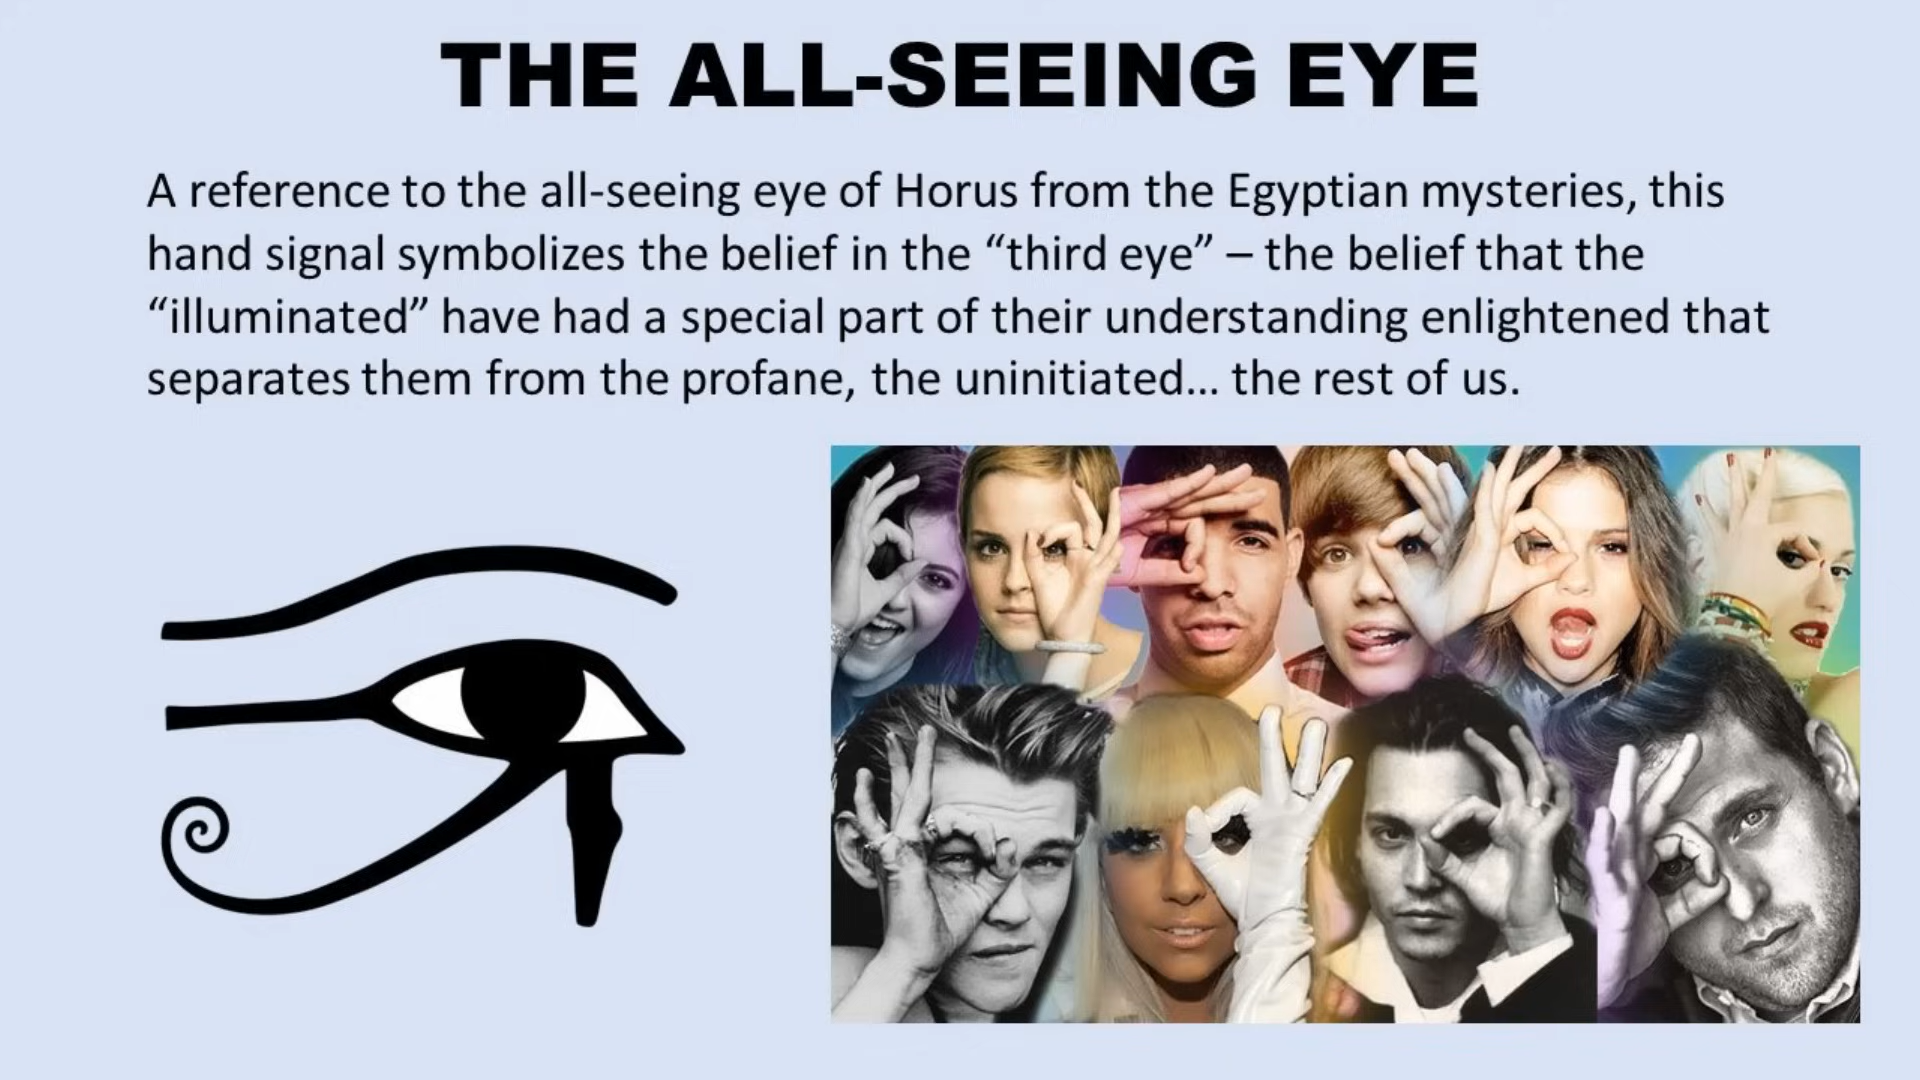 THE ALL-SEEING EYE
A reference to the all-seeing eye of Horus from the Egyptian mysteries, this
hand signal symbolizes the belief in the “third eye” – the belief that the
“illuminated” have had a special part of their understanding enlightened that
separates them from the profane, the uninitiated... the rest of us.